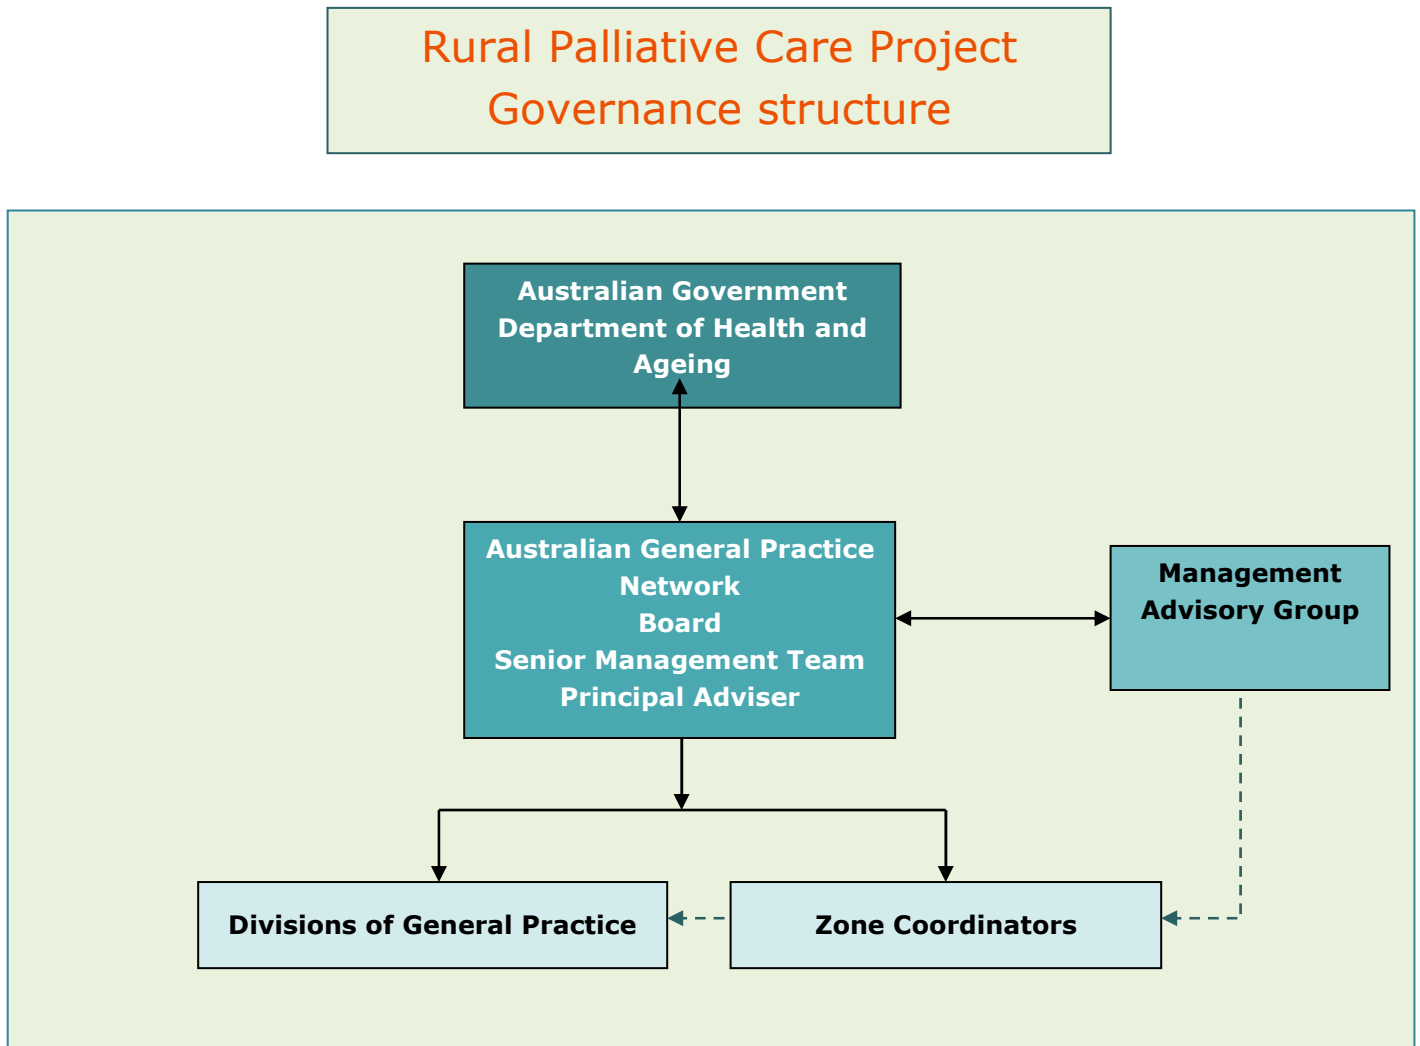 Rural Palliative Care Project
Governance structure
Australian Government
Department of Health and
Ageing
Australian General Practice
Network
Board
Senior Management Team
Principal Adviser
Management
Advisory Group
Divisions of General Practice
Zone Coordinators